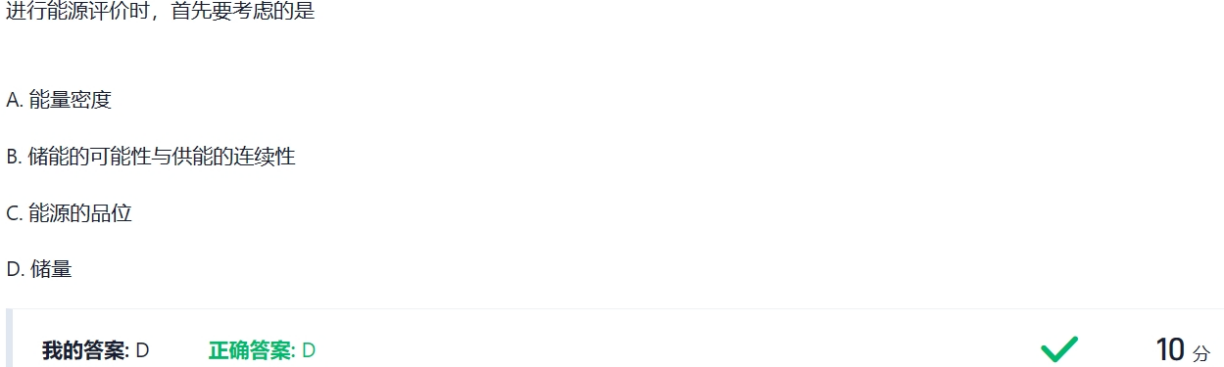 进行能源评价时，首先要考虑的是
A. 能量密度
B. 储能的可能性与供能的连续性
C. 能源的品位
D. 储量
我的答案: D 正确答案: D 10 分